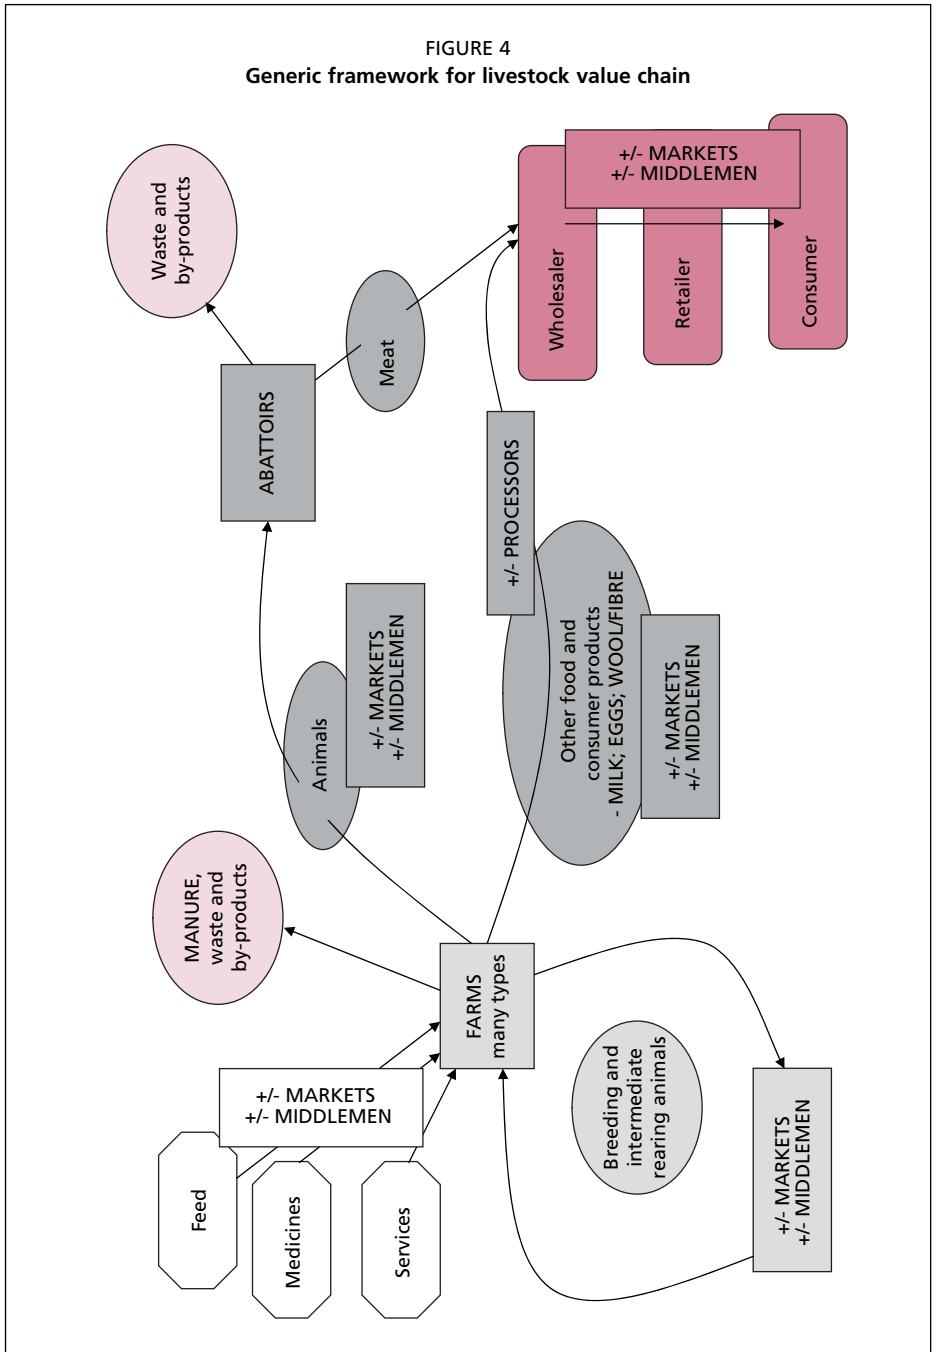 FIGURE 4
Generic framework for livestock value chain
+/- MARKETS
+/- MIDDLEMEN
Wholesaler
Retailer
Consumer
Waste and
by-products
Meat
ABATTOIRS
+/- PROCESSORS
Animals
+/- MARKETS
+/- MIDDLEMEN
Other food and
consumer products
- MILK; EGGS; WOOL/FIBRE
+/- MARKETS
+/- MIDDLEMEN
MANURE,
waste and
by-products
FARMS
many types
+/- MARKETS
+/- MIDDLEMEN
Feed
Medicines
Services
Breeding and
intermediate
rearing animals
+/- MARKETS
+/- MIDDLEMEN